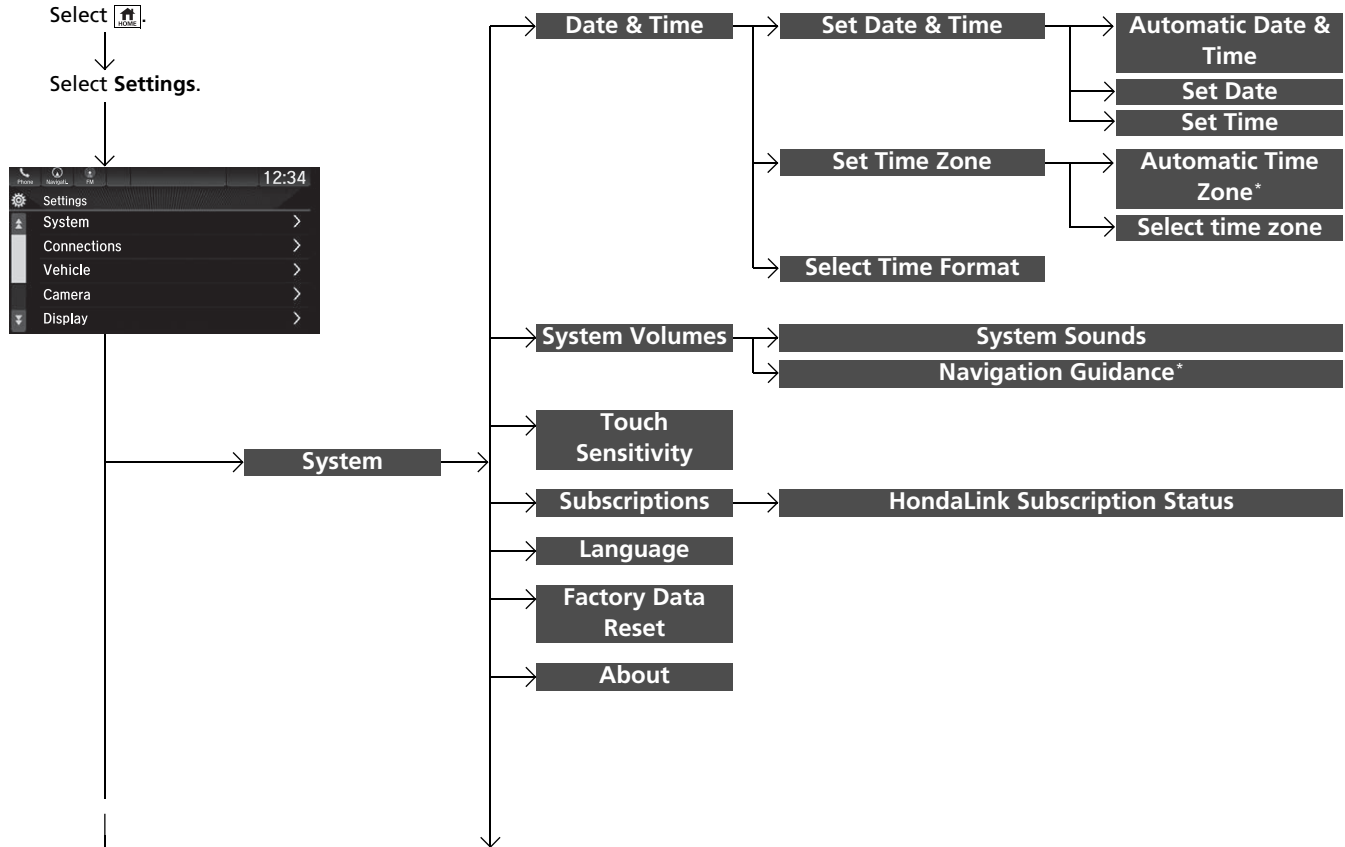 Select HOME.
Select Settings.
Phone Navigati.. FM 12:34
Settings
System
Connections
Vehicle
Camera
Display
System
Date & Time
Set Date & Time
Automatic Date &
Time
Set Date
Set Time
Set Time Zone
Automatic Time
Zone*
Select time zone
Select Time Format
System Volumes
System Sounds
Navigation Guidance*
Touch
Sensitivity
Subscriptions
HondaLink Subscription Status
Language
Factory Data
Reset
About